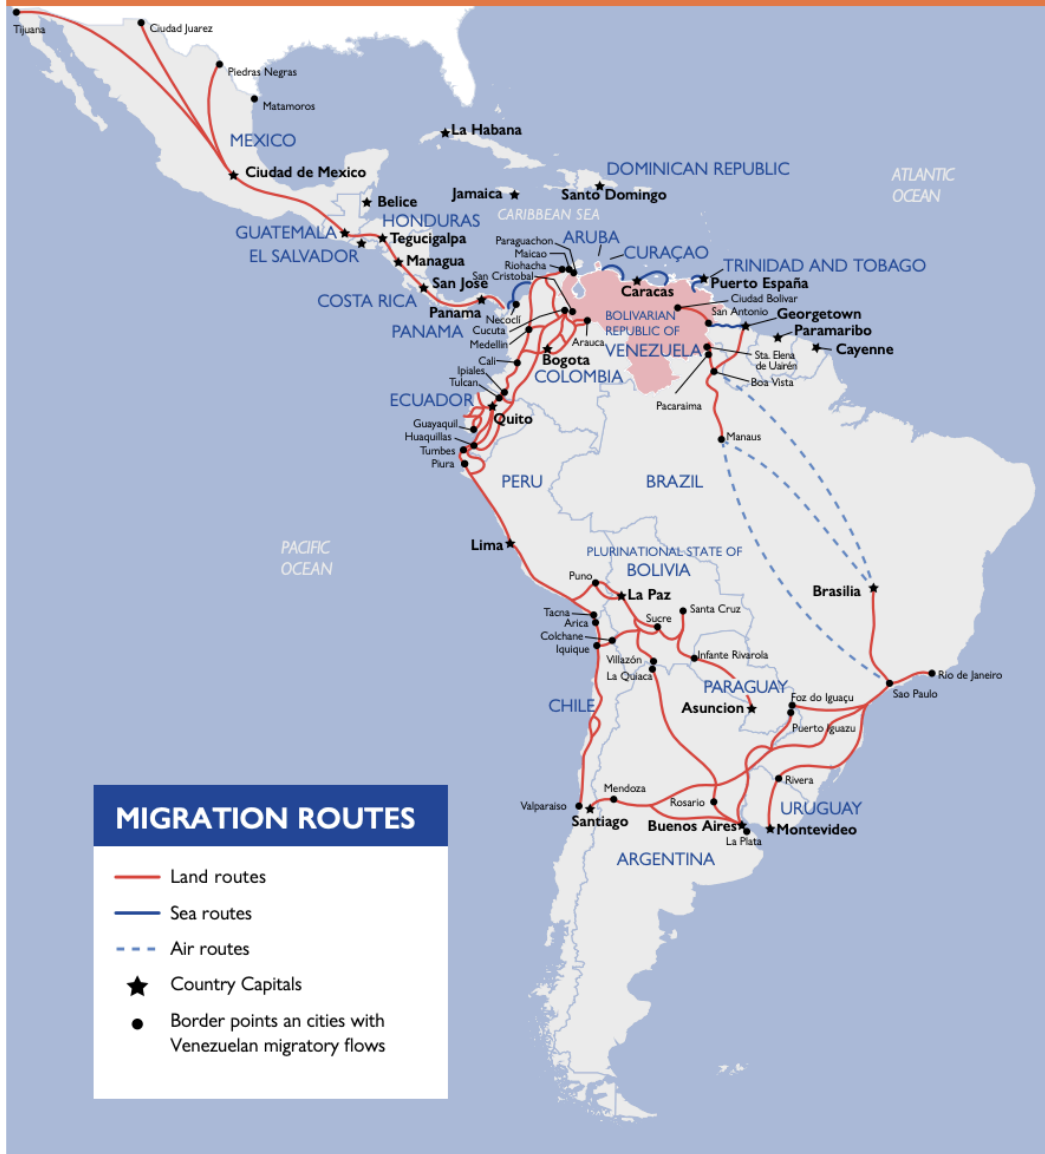 Tijuana
Ciudad Juarez
Piedras Negras
Matamoros
MEXICO
La Habana
Ciudad de Mexico
DOMINICAN REPUBLIC
ATLANTIC
OCEAN
Belice
Jamaica
Santo Domingo
CARIBBEAN SEA
HONDURAS
GUATEMALA
Tegucigalpa
EL SALVADOR
Managua
Paraguachon
Maicao
Riohacha
San Cristobal
ARUBA
CURAÇAO
TRINIDAD AND TOBAGO
Puerto España
San Jose
COSTA RICA
Panama
PANAMA
Caracas
Ciudad Bolivar
San Antonio
Georgetown
Necoclí
Cucuta
Medellin
BOLIVARIAN
REPUBLIC OF
VENEZUELA
Arauca
Paramaribo
Cayenne
Cali
Bogota
COLOMBIA
Sta. Elena
de Uairén
Boa Vista
Ipiales
Tulcan
ECUADOR
Quito
Pacaraima
Guayaquil
Huaquillas
Tumbes
Piura
Manaus
PERU
BRAZIL
PACIFIC
OCEAN
Lima
PLURINATIONAL STATE OF
BOLIVIA
Puno
La Paz
Brasilia
Tacna
Arica
Sucre
Santa Cruz
Colchane
Iquique
Villazón
La Quiaca
Infante Rivarola
PARAGUAY
Asuncion
Foz do Iguaçu
Puerto Iguazu
Sao Paulo
Rio de Janeiro
CHILE
Valparaiso
Santiago
Mendoza
Rosario
Rivera
URUGUAY
Buenos Aires
Montevideo
La Plata
ARGENTINA
MIGRATION ROUTES
Land routes
Sea routes
Air routes
Country Capitals
Border points an cities with
Venezuelan migratory flows